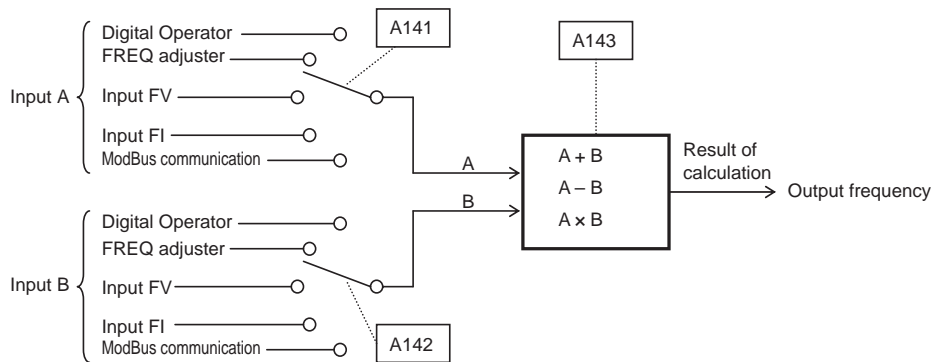 Digital Operator
FREQ adjuster
Input A
Input FV
Input FI
ModBus communication
A141
A143
A
B
A + B
A – B
A × B
Result of
calculation
Output frequency
Digital Operator
FREQ adjuster
Input B
Input FV
Input FI
ModBus communication
A142